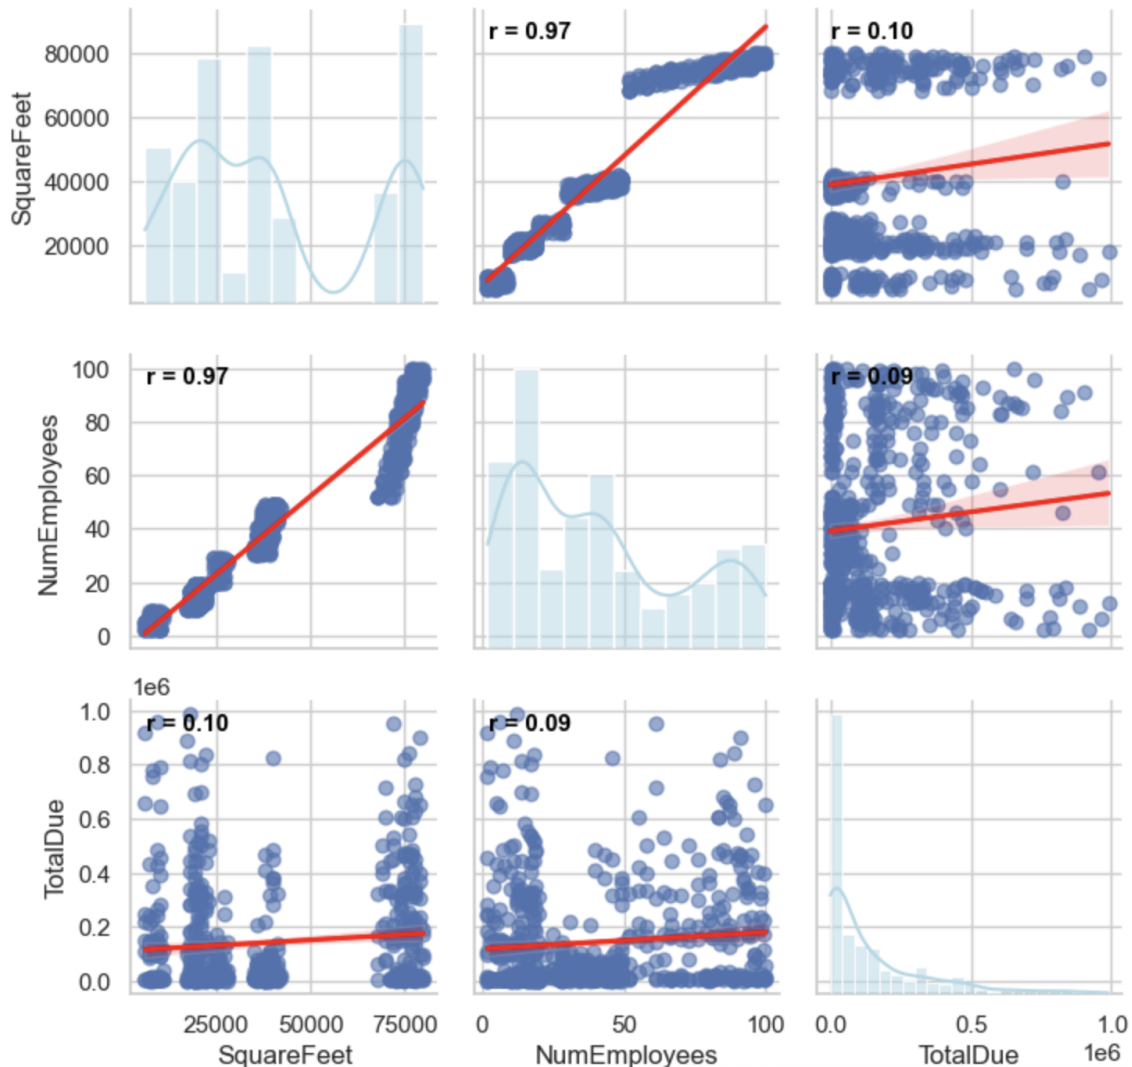 r = 0.97
r = 0.10
80000
60000
40000
20000
SquareFeet
r = 0.97
r = 0.09
100
80
60
40
20
0
NumEmployees
1e6
r = 0.10
r = 0.09
1.0
0.8
0.6
0.4
0.2
0.0
TotalDue
25000 50000 75000
0 50 100
0.0 0.5 1.0
SquareFeet
NumEmployees
TotalDue
1e6